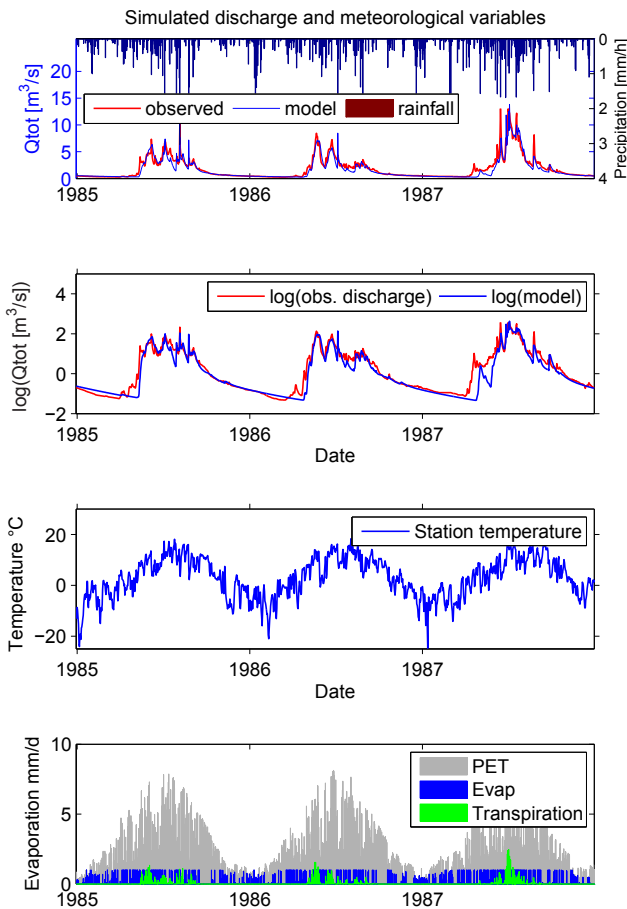 Simulated discharge and meteorological variables
Qtot [m³/s]
25
20
15
10
5
0
observed
model
rainfall
0
1
2
3
4
Precipitation [mm/h]
1985
1986
1987
log(Qtot [m³/s])
4
2
0
−2
log(obs. discharge)
log(model)
1985
1986
1987
Date
Temperature °C
20
0
−20
Station temperature
1985
1986
1987
Date
Evaporation mm/d
10
5
0
PET
Evap
Transpiration
1985
1986
1987